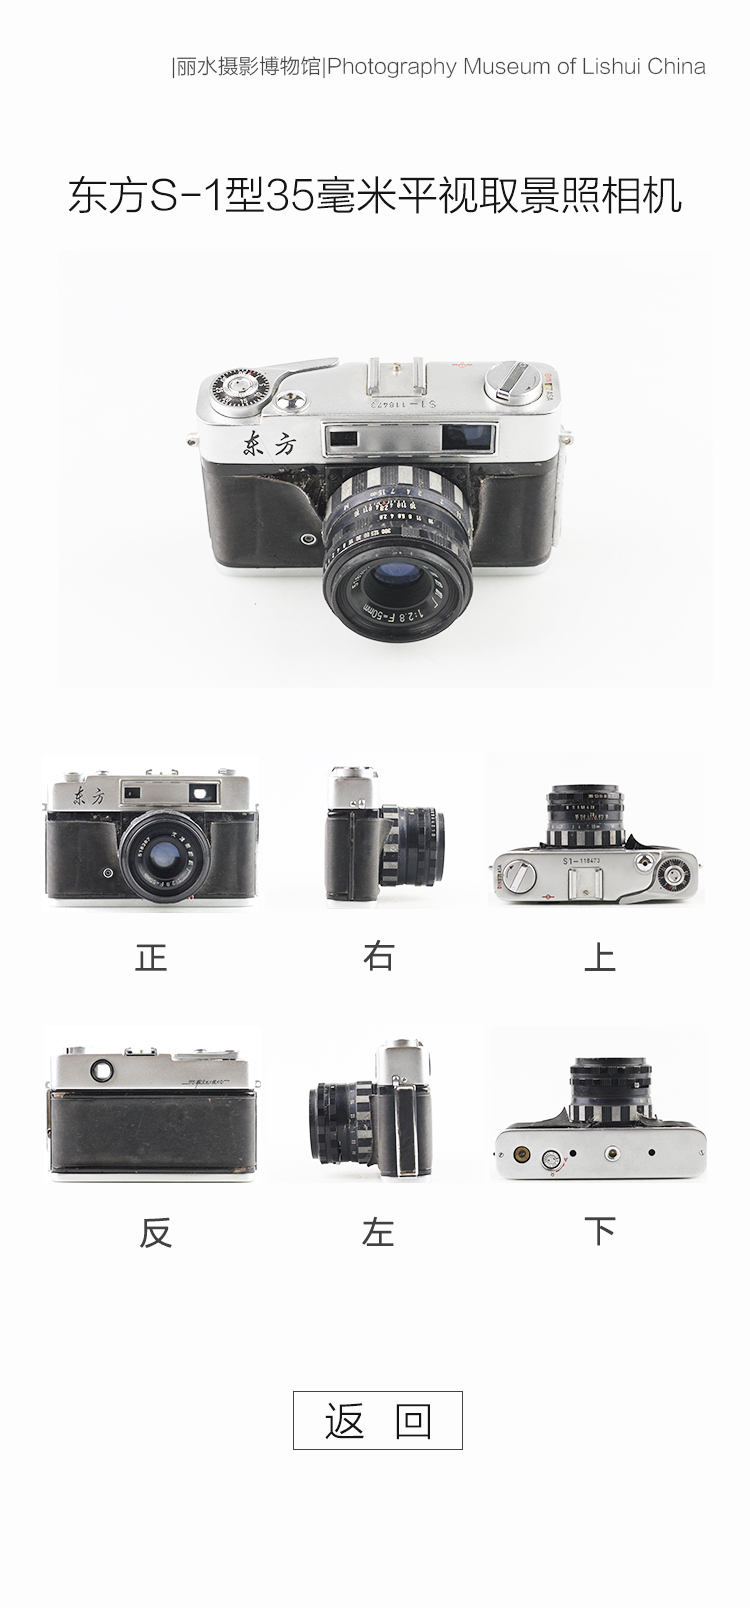 |丽水摄影博物馆|Photography Museum of Lishui China
东方S-1型35毫米平视取景照相机
S1-118473
东方
1:2.8 F=50mm
东方
S1-118473
正
右
上
反
左
下
返回